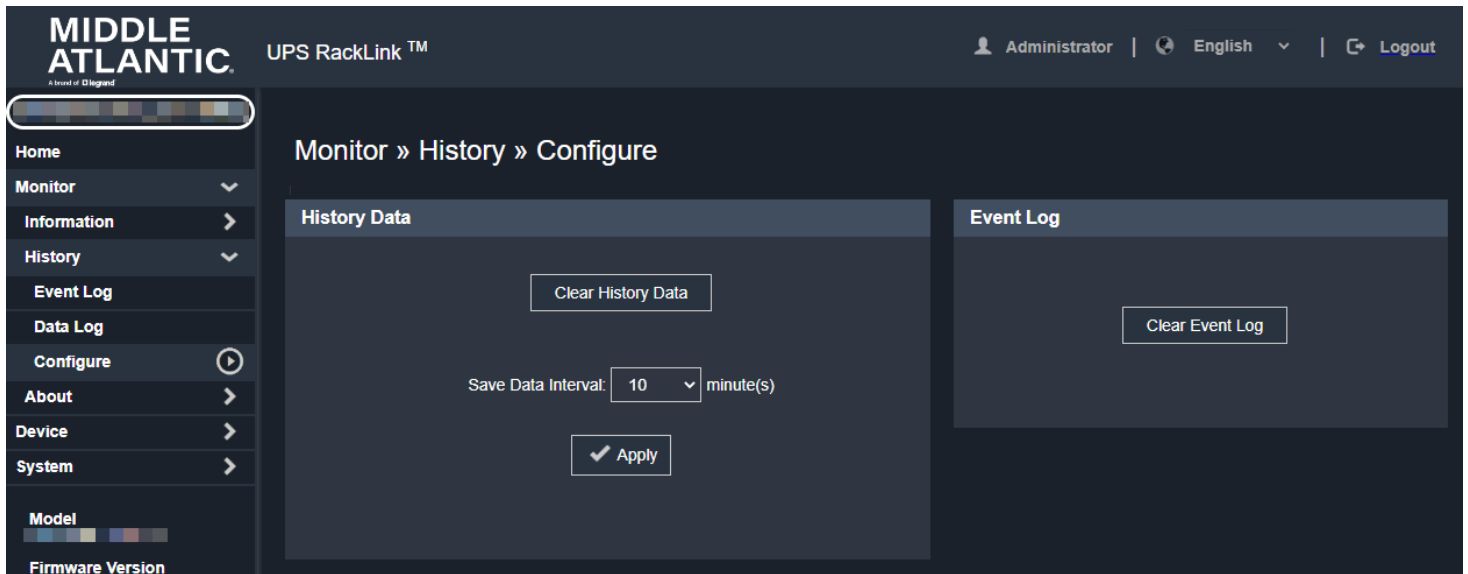 MIDDLE
ATLANTIC.
A brand of legrand
UPS RackLink ™
Administrator | English | Logout
Home
Monitor
Information
History
Event Log
Data Log
Configure
About
Device
System
Model
Firmware Version
Monitor » History » Configure
History Data
Clear History Data
Save Data Interval: 10 minute(s)
Apply
Event Log
Clear Event Log